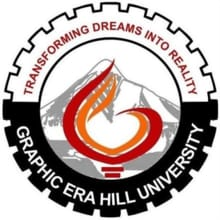 TRANSFORMING DREAMS INTO REALITY
GRAPHIC ERA HILL UNIVERSITY